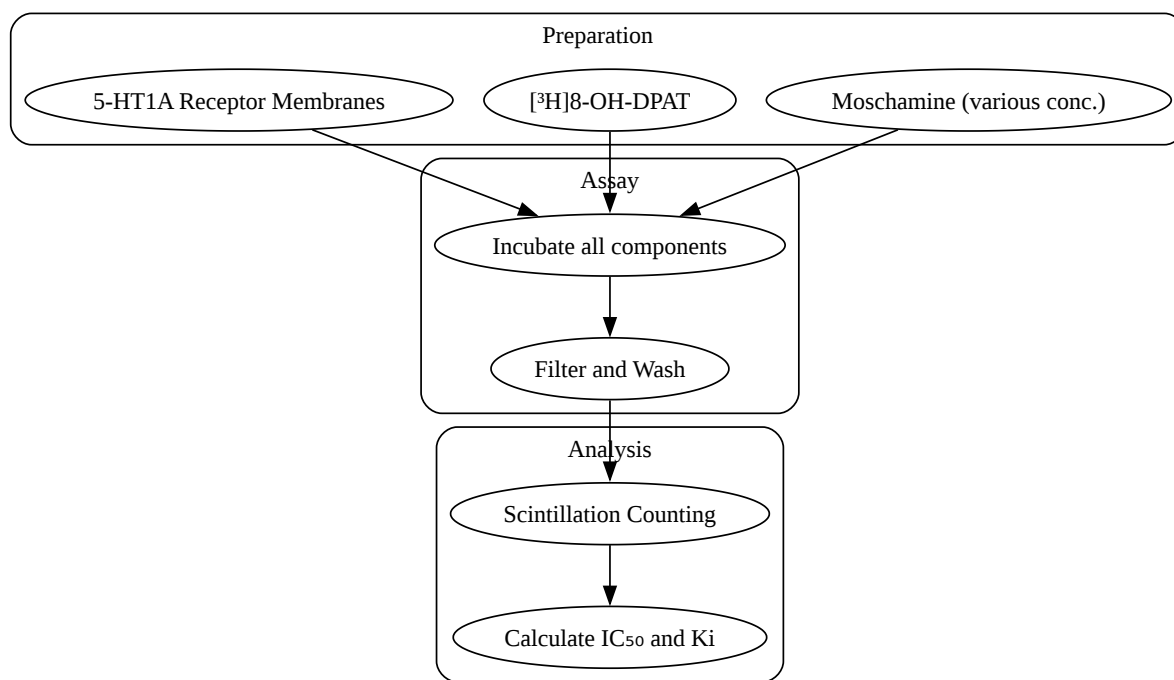 Preparation
5-HT1A Receptor Membranes
[³H]8-OH-DPAT
Moschamine (various conc.)
Assay
Incubate all components
Filter and Wash
Analysis
Scintillation Counting
Calculate IC₅₀ and Ki